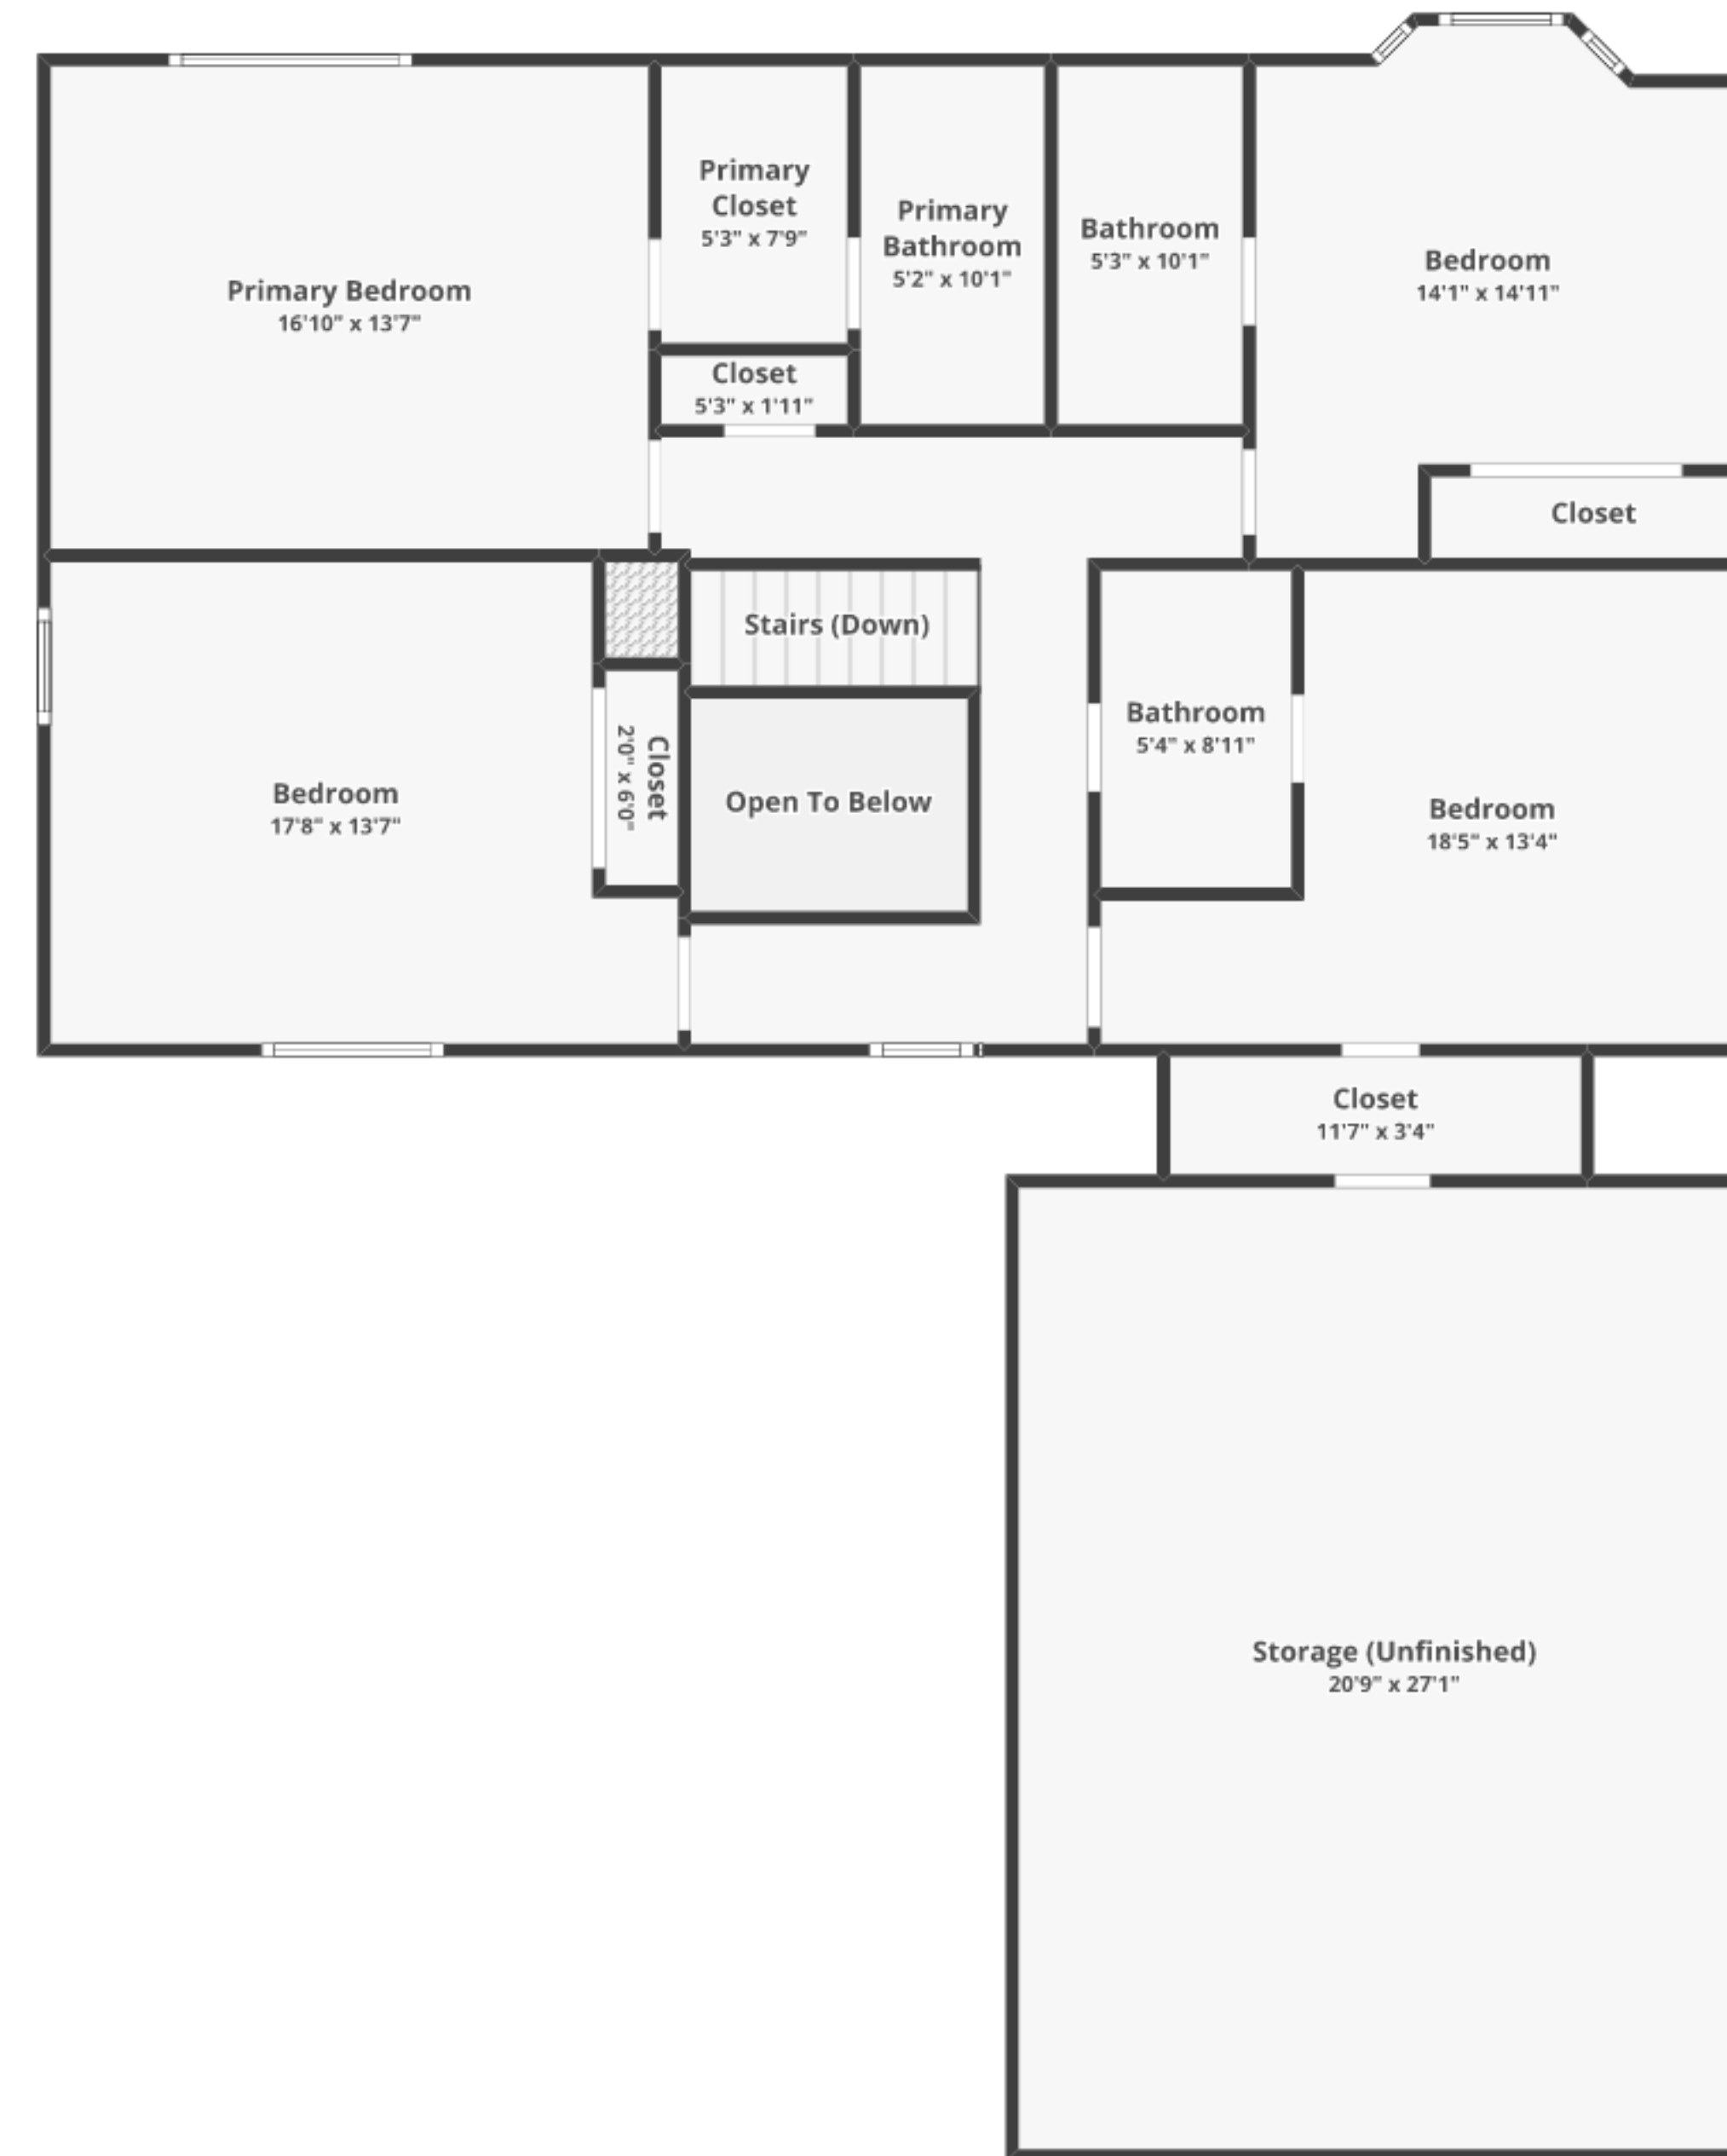 Primary Bedroom
16'10" x 13'7"
Primary
Closet
5'3" x 7'9"
Primary
Bathroom
5'2" x 10'1"
Bathroom
5'3" x 10'1"
Bedroom
14'1" x 14'11"
Closet
5'3" x 1'11"
Closet
Stairs (Down)
Bedroom
17'8" x 13'7"
Closet
2'0" x 6'0"
Open To Below
Bathroom
5'4" x 8'11"
Bedroom
18'5" x 13'4"
Closet
11'7" x 3'4"
Storage (Unfinished)
20'9" x 27'1"